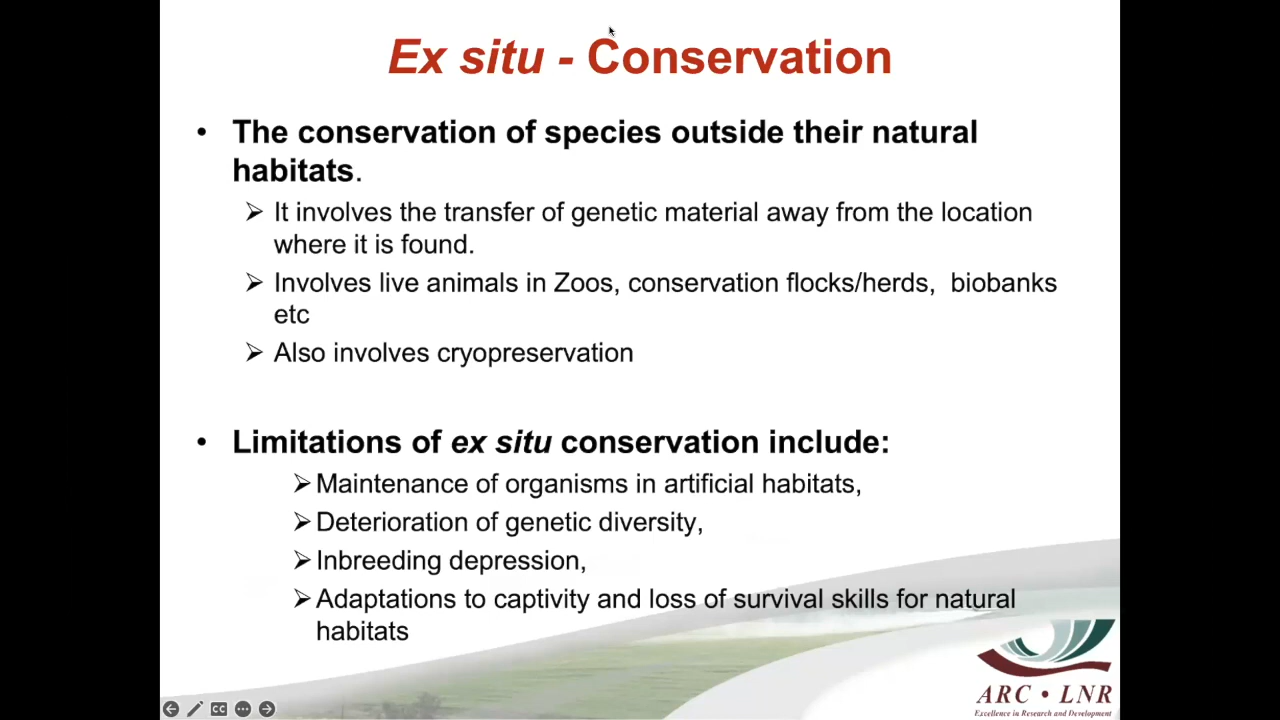 Ex situ - Conservation
• The conservation of species outside their natural
habitats.
➢ It involves the transfer of genetic material away from the location
where it is found.
➢ Involves live animals in Zoos, conservation flocks/herds,  biobanks
etc
➢ Also involves cryopreservation
• Limitations of ex situ conservation include:
➢ Maintenance of organisms in artificial habitats,
➢ Deterioration of genetic diversity,
➢ Inbreeding depression,
➢ Adaptations to captivity and loss of survival skills for natural
habitats
ARC • LNR
Excellence in Research and Development
CC